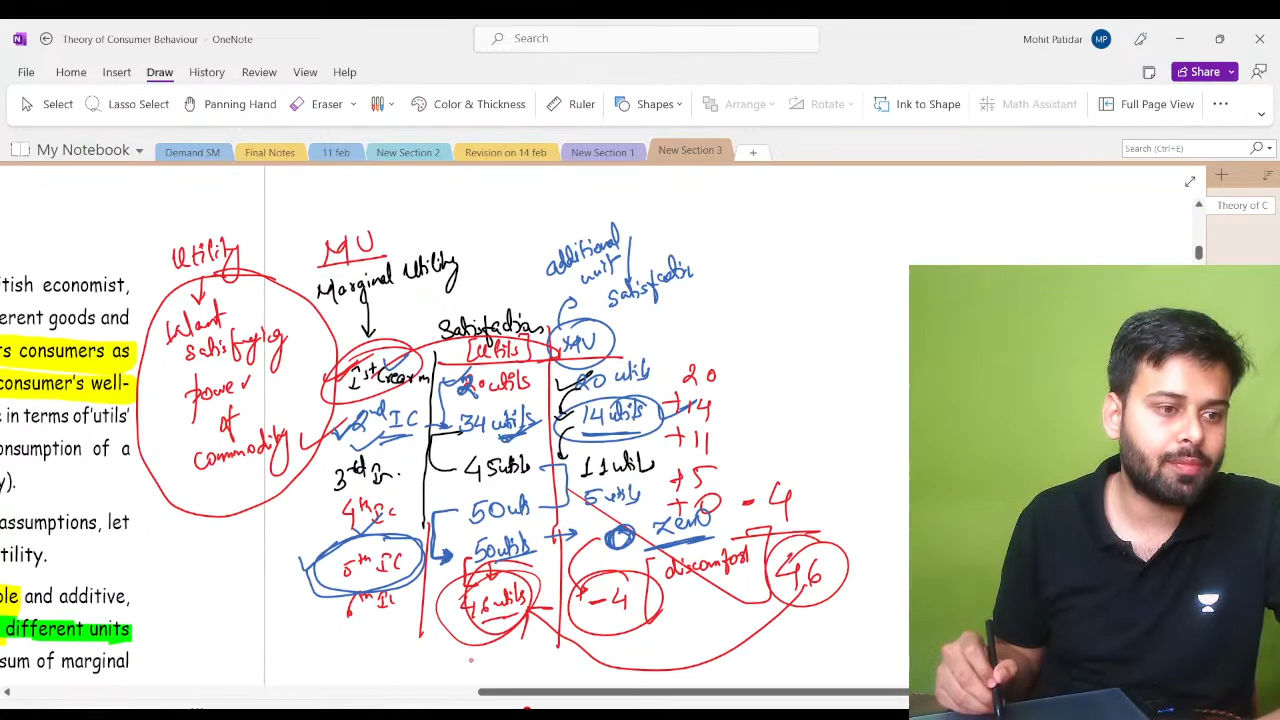 Theory of Consumer Behaviour - OneNote
Search
Mohit Patidar
MP
File Home Insert Draw History Review View Help
Share
Select Lasso Select Panning Hand Eraser Color & Thickness Ruler Shapes Arrange Rotate Ink to Shape Math Assistant Full Page View
My Notebook
Demand SM Final Notes 11 feb New Section 2 Revision on 14 feb New Section 1 New Section 3
Search (Ctrl+E)
Theory of C
tish economist,
erent goods and
ts consumers as
consumer's well-
e in terms of'utils'
nsumption of a
y).
assumptions, let
tility.
ble and additive,
different units
sum of marginal
Utility
want
satisfying
power
of
commodity
MU
Marginal Utility
additional
unit
satisfaction
Satisfaction
[Utils] MU
1st 20 utils 20 utils
2nd IC 34 utils 14 utils
3rd 45 utils 11 util
4th Ic 50 5 utils
5th IC 50 utils 0 Zero
6th Ic 46 utils -4
discomfort
20
+14
+11
+5
+0 - 4
46